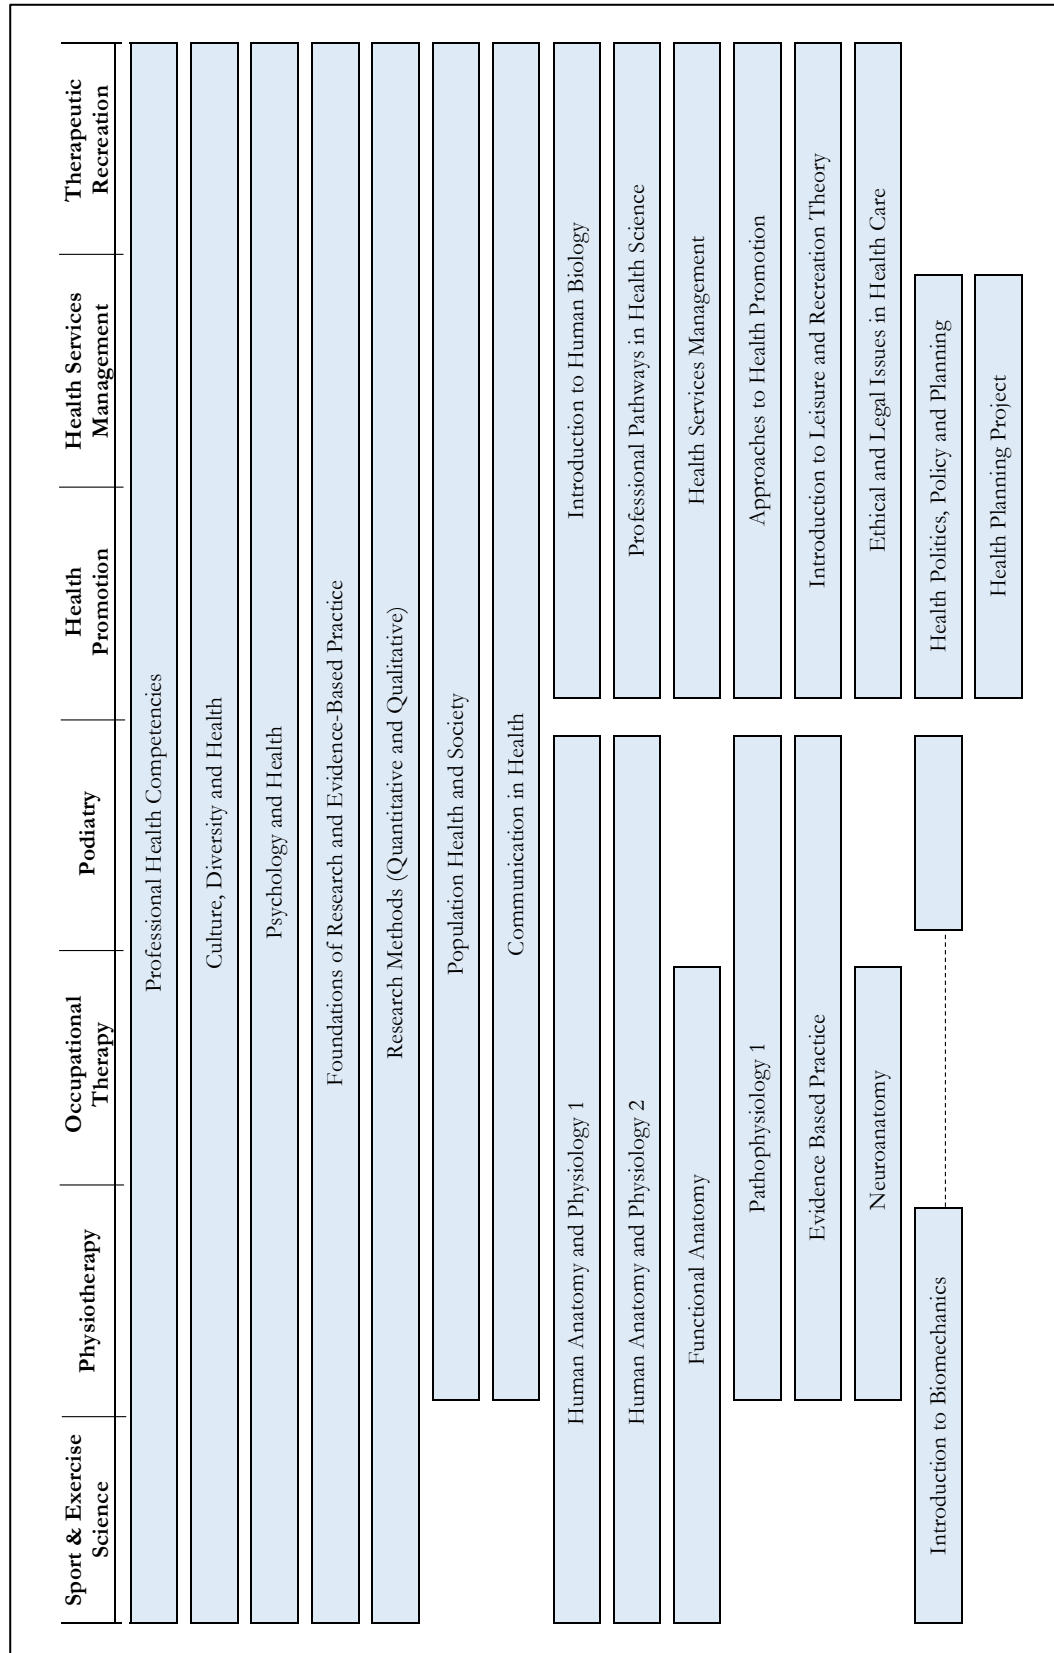 Sport & Exercise
Science
Physiotherapy
Occupational
Therapy
Podiatry
Health
Promotion
Health Services
Management
Therapeutic
Recreation
Professional Health Competencies
Culture, Diversity and Health
Psychology and Health
Foundations of Research and Evidence-Based Practice
Research Methods (Quantitative and Qualitative)
Population Health and Society
Communication in Health
Human Anatomy and Physiology 1
Introduction to Human Biology
Human Anatomy and Physiology 2
Professional Pathways in Health Science
Functional Anatomy
Health Services Management
Pathophysiology 1
Approaches to Health Promotion
Evidence Based Practice
Introduction to Leisure and Recreation Theory
Neuroanatomy
Ethical and Legal Issues in Health Care
Introduction to Biomechanics
Health Politics, Policy and Planning
Health Planning Project